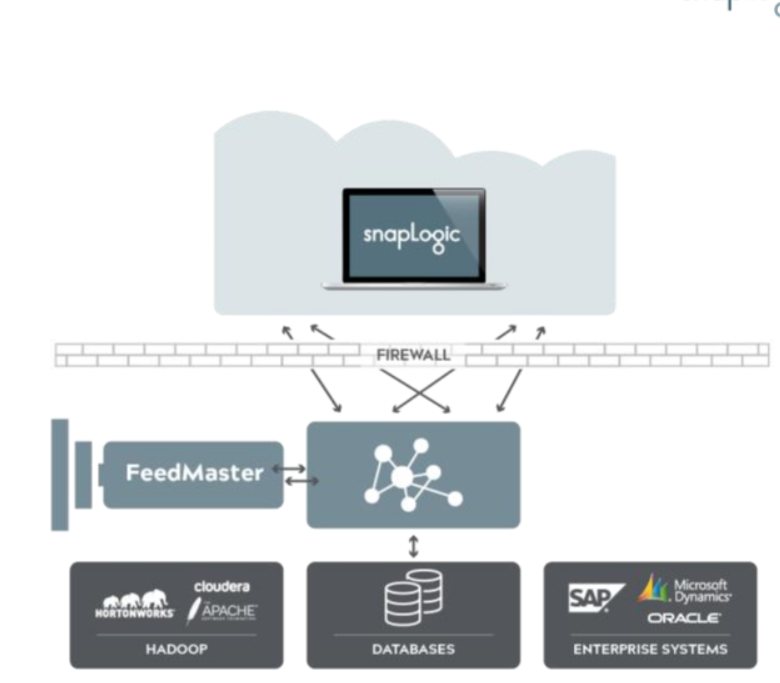 snapLogic
FIREWALL
FeedMaster
HORTONWORKS
cloudera
APACHE
HADOOP
DATABASES
SAP
Microsoft
Dynamics
ORACLE
ENTERPRISE SYSTEMS